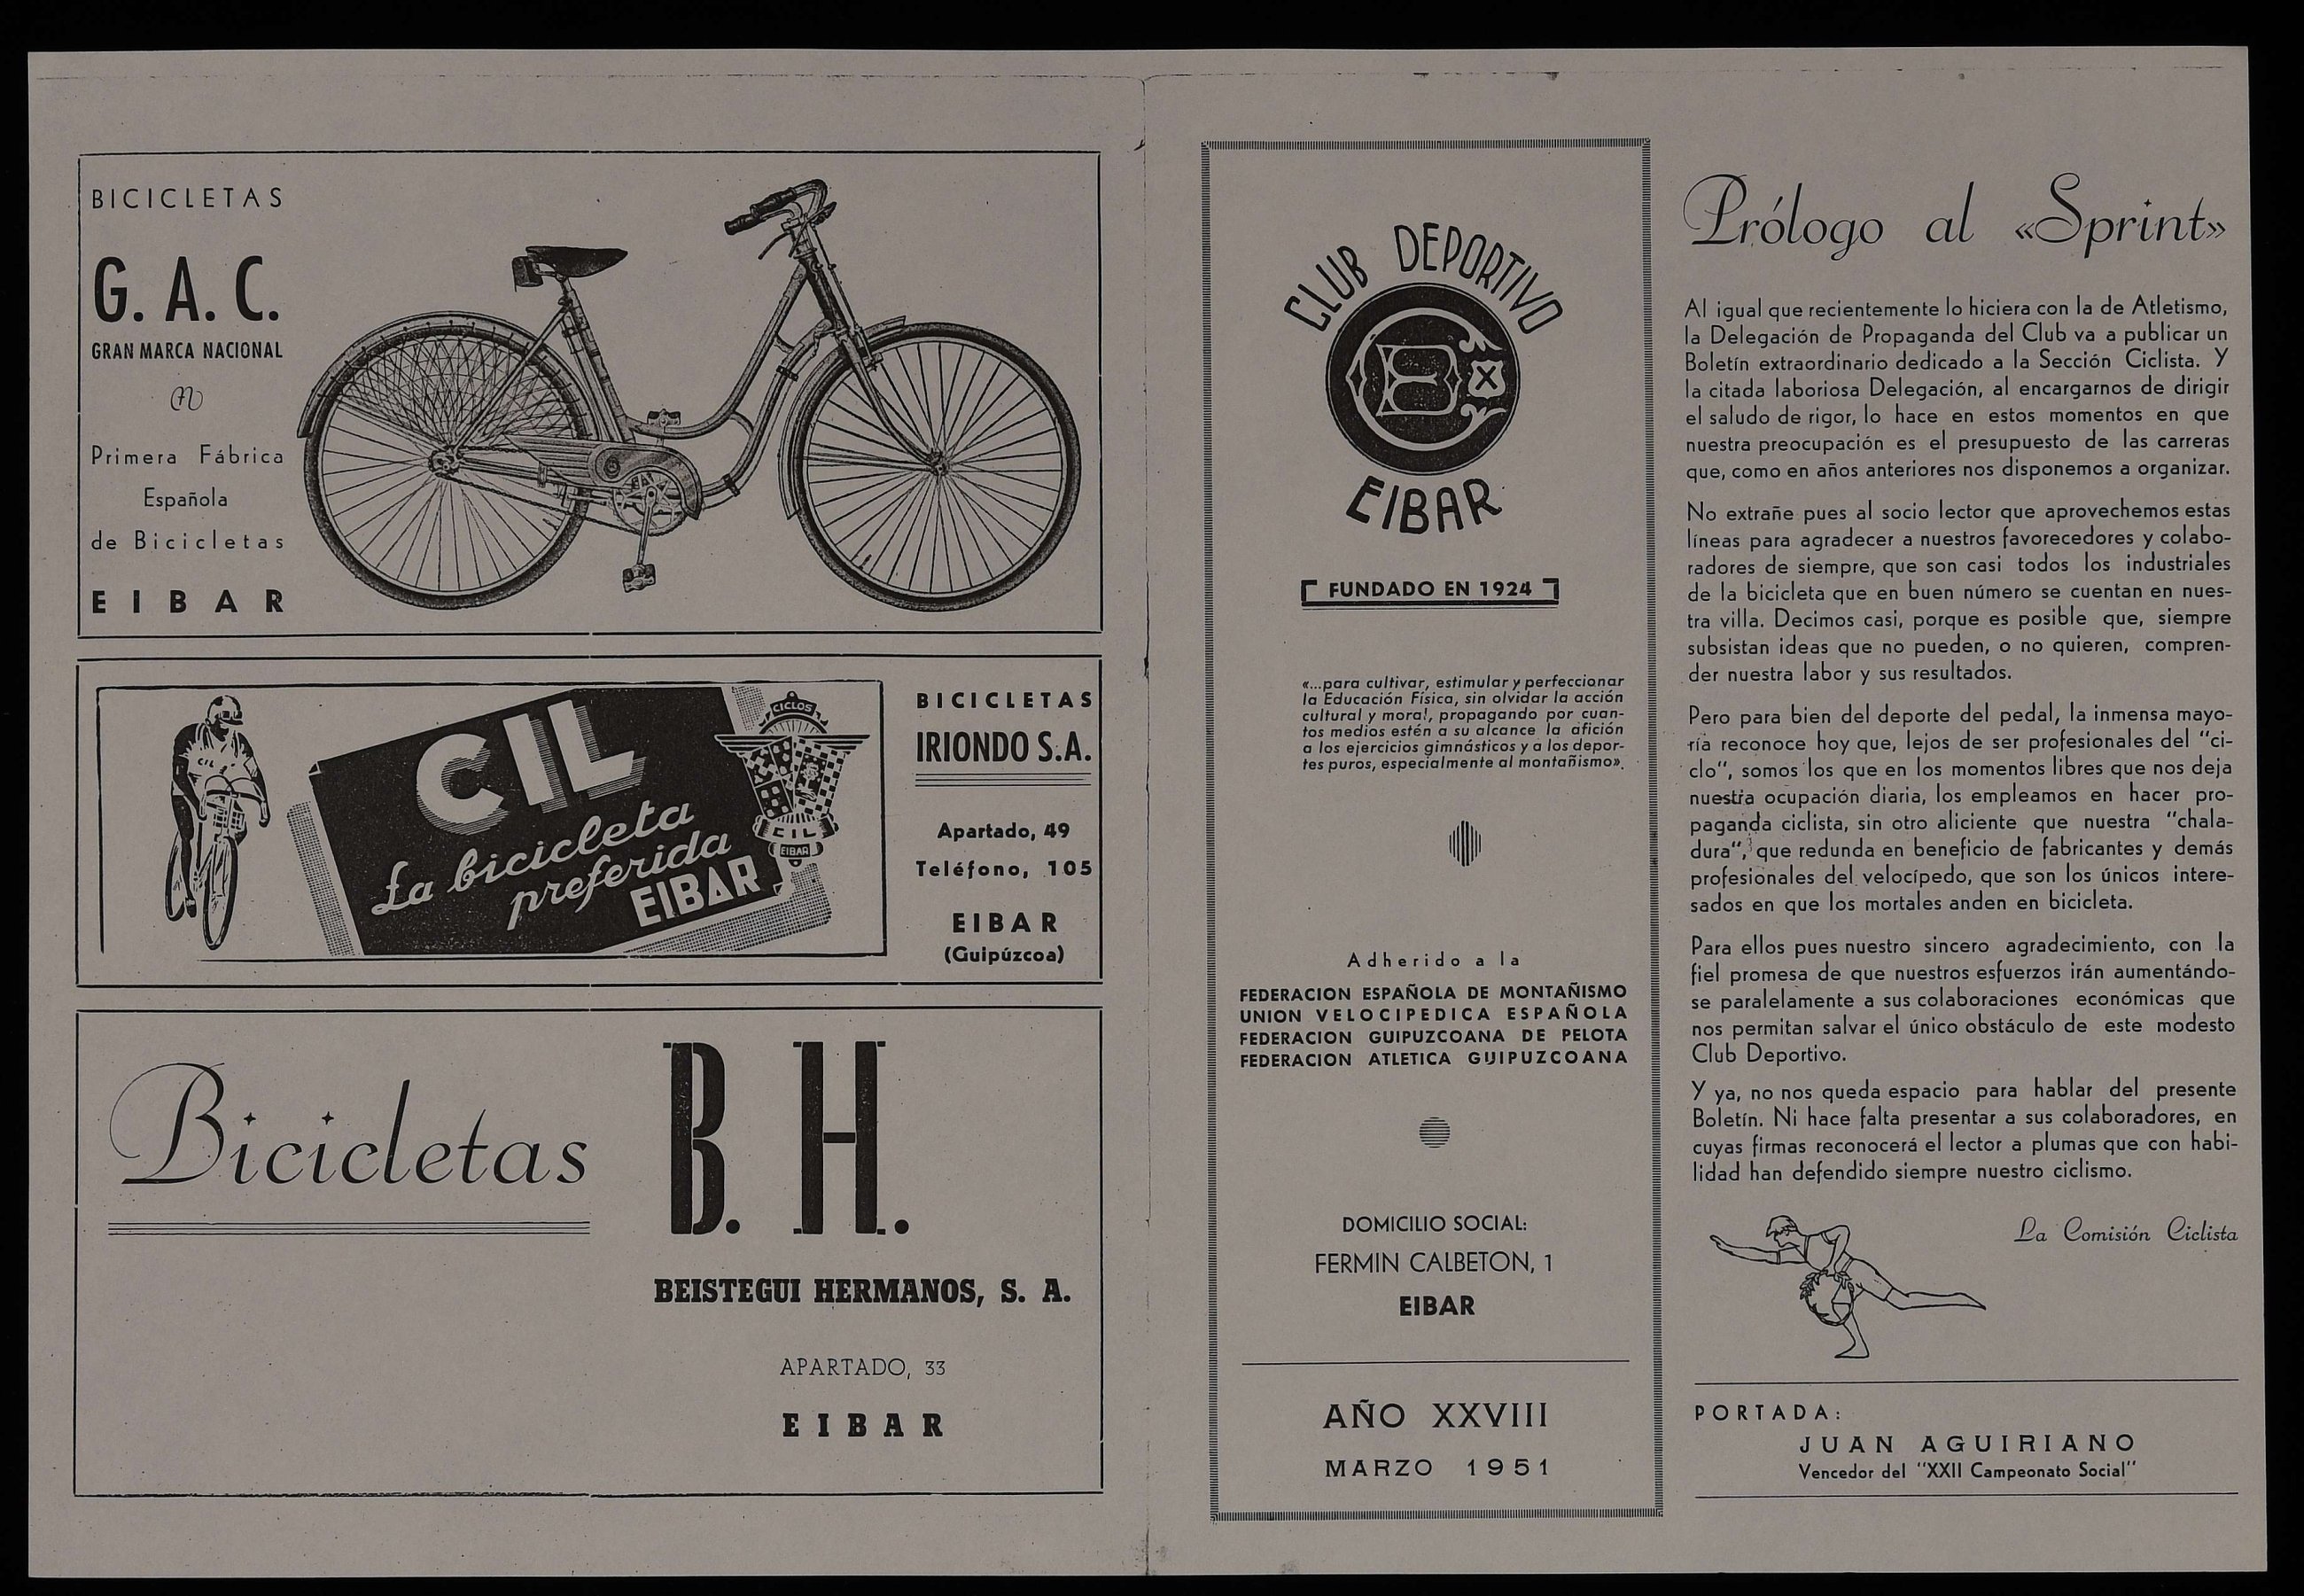 BICICLETAS
G. A. C.
GRAN MARCA NACIONAL
Primera Fábrica
Española
de Bicicletas
EIBAR
CIL
CIL
La bicicleta
preferida
EIBAR
CICLOS
CIL
EIBAR
BICICLETAS
IRIONDO S.A.
Apartado, 49
Teléfono, 105
EIBAR
(Guipúzcoa)
Bicicletas
B. H.
BEISTEGUI HERMANOS, S. A.
APARTADO, 33
EIBAR
CLUB DEPORTIVO
EIBAR
FUNDADO EN 1924
«...para cultivar, estimular y perfeccionar
la Educación Física, sin olvidar la acción
cultural y moral, propagando por cuan-
tos medios estén a su alcance la afición
a los ejercicios gimnásticos y a los depor-
tes puros, especialmente al montañismo».
Adherido a la
FEDERACION ESPAÑOLA DE MONTAÑISMO
UNION VELOCIPEDICA ESPAÑOLA
FEDERACION GUIPUZCOANA DE PELOTA
FEDERACION ATLETICA GUIPUZCOANA
DOMICILIO SOCIAL:
FERMIN CALBETON, 1
EIBAR
AÑO XXVIII
MARZO 1951
Prólogo al «Sprint»
Al igual que recientemente lo hiciera con la de Atletismo,
la Delegación de Propaganda del Club va a publicar un
Boletín extraordinario dedicado a la Sección Ciclista. Y
la citada laboriosa Delegación, al encargarnos de dirigir
el saludo de rigor, lo hace en estos momentos en que
nuestra preocupación es el presupuesto de las carreras
que, como en años anteriores nos disponemos a organizar.
No extrañe pues al socio lector que aprovechemos estas
líneas para agradecer a nuestros favorecedores y colabo-
radores de siempre, que son casi todos los industriales
de la bicicleta que en buen número se cuentan en nues-
tra villa. Decimos casi, porque es posible que, siempre
subsistan ideas que no pueden, o no quieren, compren-
der nuestra labor y sus resultados.
Pero para bien del deporte del pedal, la inmensa mayo-
ría reconoce hoy que, lejos de ser profesionales del "ci-
clo", somos los que en los momentos libres que nos deja
nuestra ocupación diaria, los empleamos en hacer pro-
paganda ciclista, sin otro aliciente que nuestra "chala-
dura", que redunda en beneficio de fabricantes y demás
profesionales del velocípedo, que son los únicos intere-
sados en que los mortales anden en bicicleta.
Para ellos pues nuestro sincero agradecimiento, con la
fiel promesa de que nuestros esfuerzos irán aumentándo-
se paralelamente a sus colaboraciones económicas que
nos permitan salvar el único obstáculo de este modesto
Club Deportivo.
Y ya, no nos queda espacio para hablar del presente
Boletín. Ni hace falta presentar a sus colaboradores, en
cuyas firmas reconocerá el lector a plumas que con habi-
lidad han defendido siempre nuestro ciclismo.
La Comisión Ciclista
PORTADA:
JUAN AGUIRIANO
Vencedor del "XXII Campeonato Social"